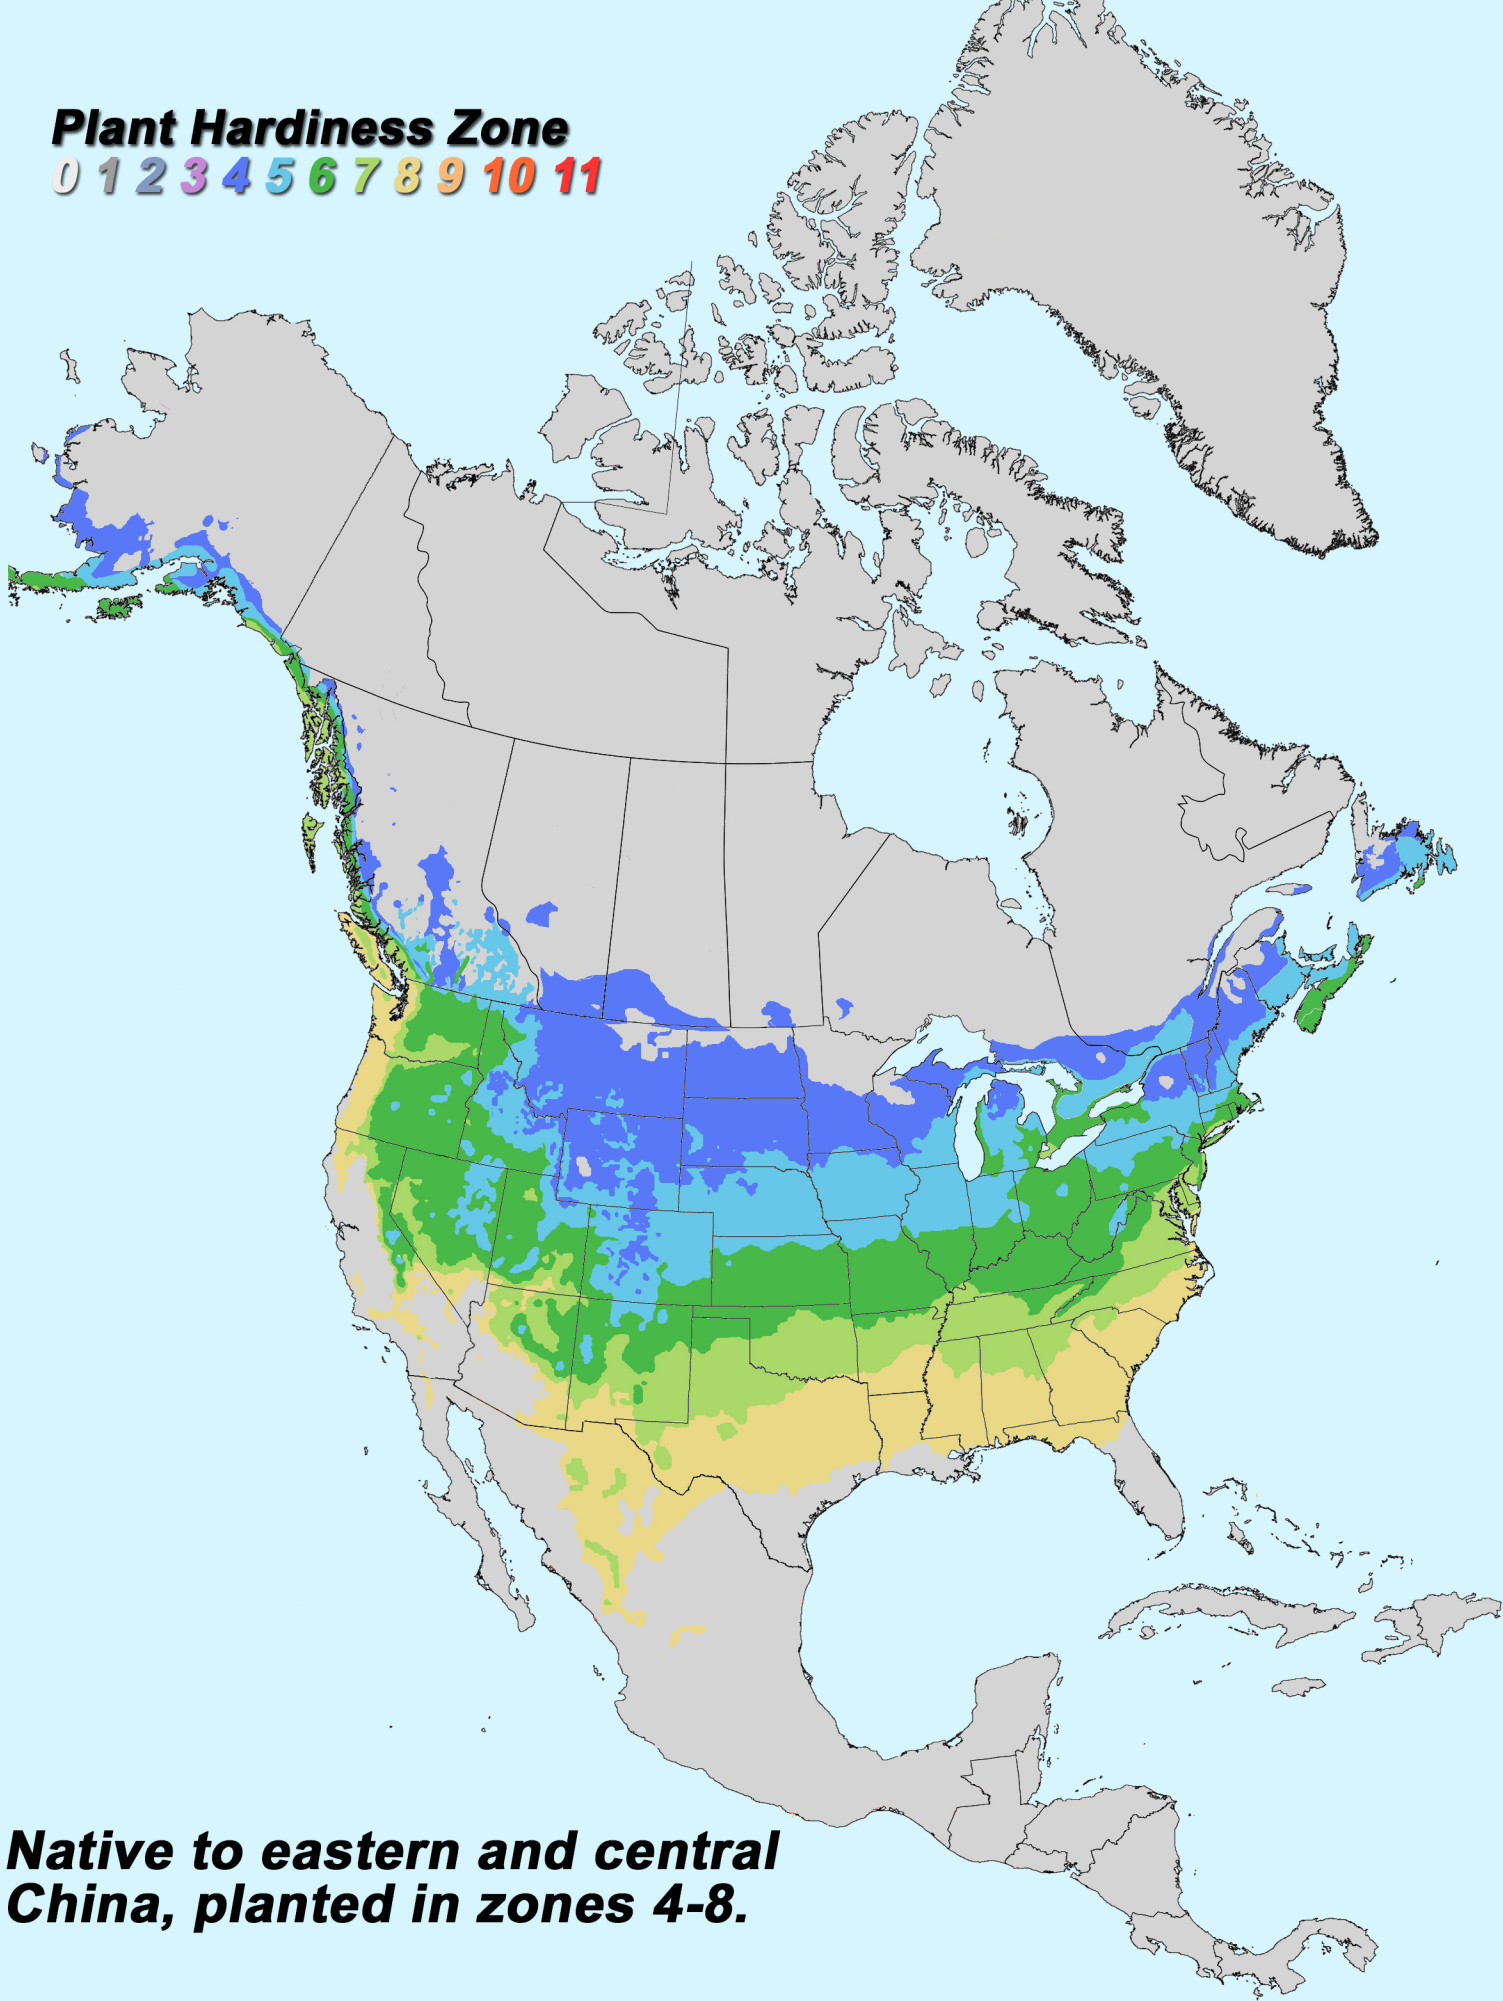 Plant Hardiness Zone
0 1 2 3 4 5 6 7 8 9 10 11
Native to eastern and central
China, planted in zones 4-8.